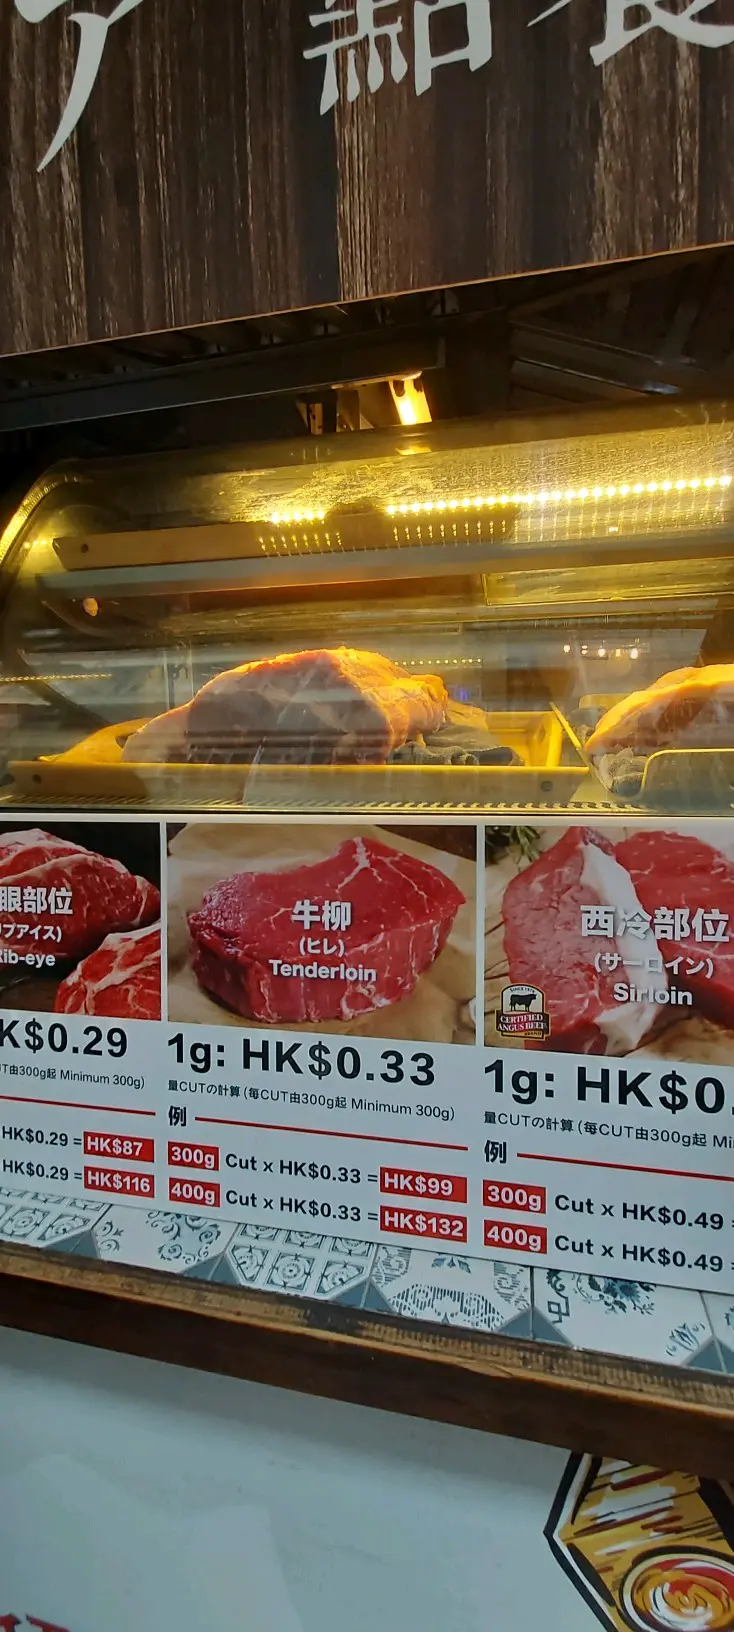 點餐
眼部位
ブアイス)
Rib-eye
K$0.29
CUT由300g起 Minimum 300g)
HK$0.29 = HK$87
HK$0.29 = HK$116
牛柳
(ヒレ)
Tenderloin
1g: HK$0.33
量CUTの計算 (每CUT由300g起 Minimum 300g)
例
300g Cut x HK$0.33 = HK$99
400g Cut x HK$0.33 = HK$132
西冷部位
(サーロイン)
Sirloin
SINCE 1978
CERTIFIED
ANGUS BEEF
BRAND
1g: HK$0.
量CUTの計算 (每CUT由300g起 Mi
例
300g Cut x HK$0.49 =
400g Cut x HK$0.49 =